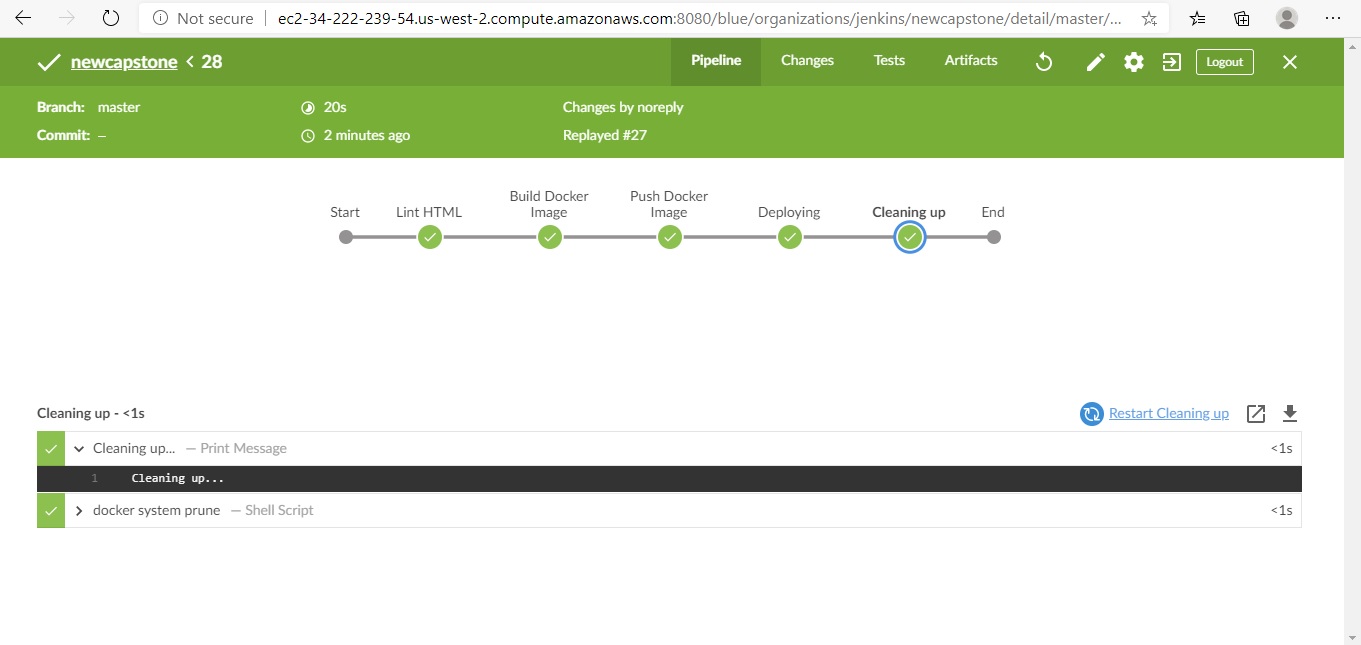 Not secure | ec2-34-222-239-54.us-west-2.compute.amazonaws.com:8080/blue/organizations/jenkins/newcapstone/detail/master/...
newcapstone < 28 Pipeline Changes Tests Artifacts Logout
Branch: master 20s Changes by noreply
Commit: – 2 minutes ago Replayed #27
Start Lint HTML Build Docker Image Push Docker Image Deploying Cleaning up End
Cleaning up - <1s Restart Cleaning up
Cleaning up... — Print Message <1s
1 Cleaning up...
docker system prune — Shell Script <1s